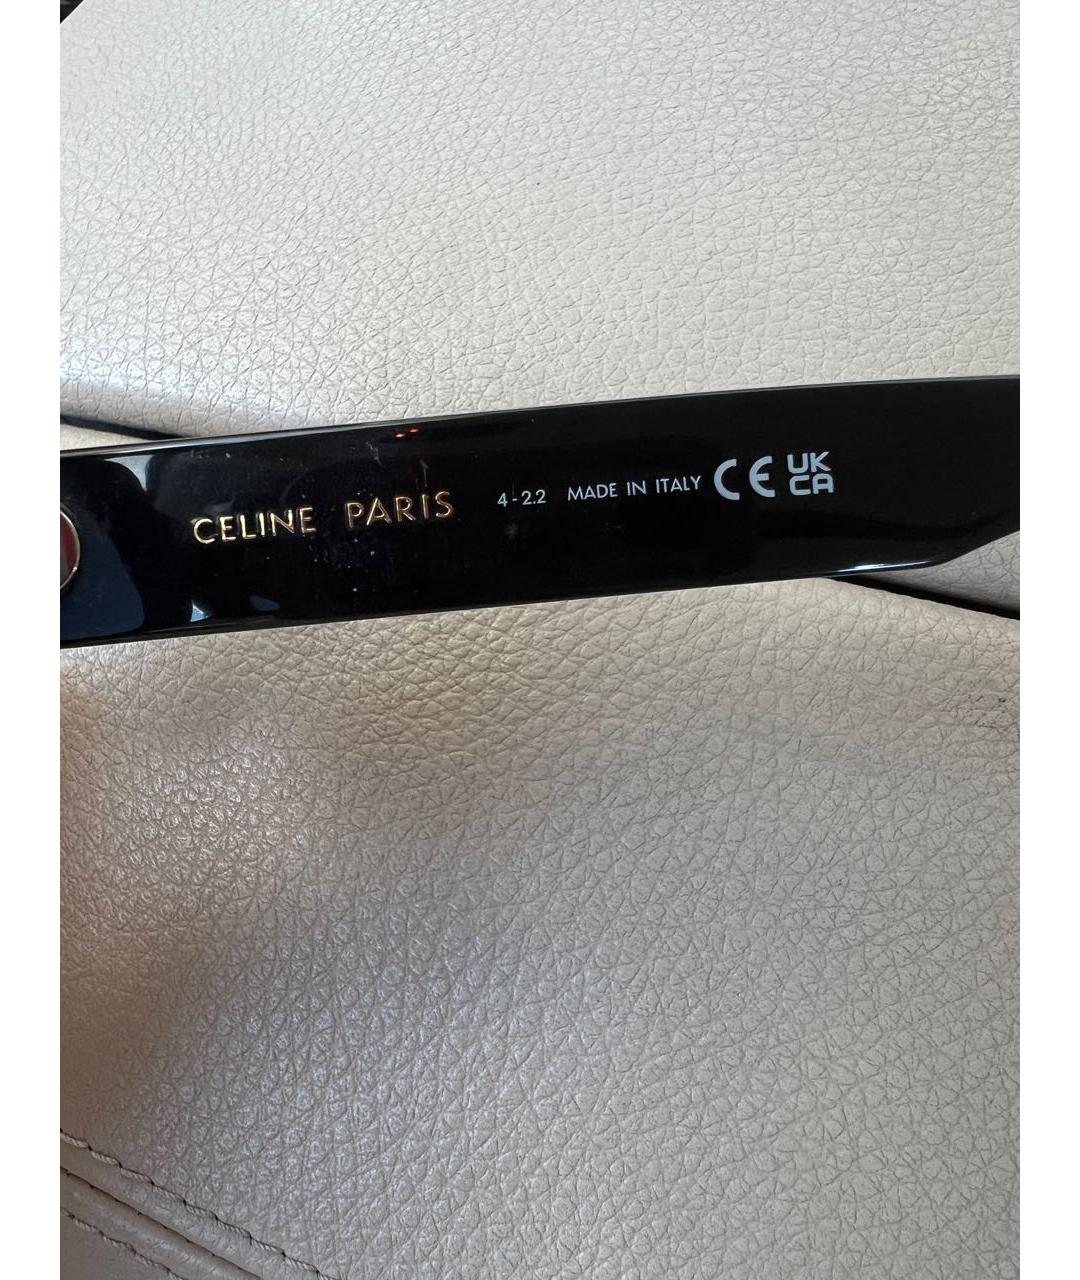 CELINE PARIS 4-2.2 MADE IN ITALY CE UK
CA